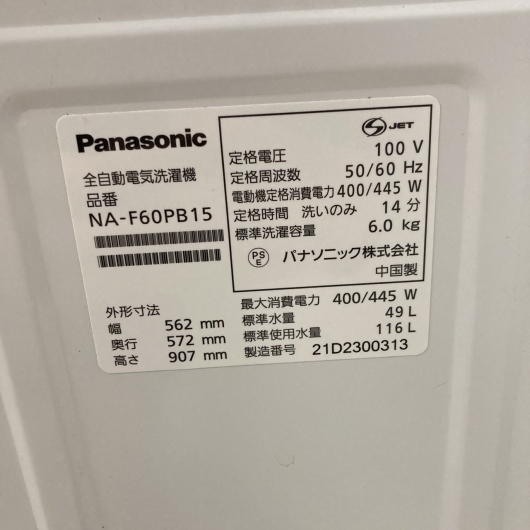 Panasonic
全自動電気洗濯機
品番
NA-F60PB15
外形寸法
幅 562 mm
奥行 572 mm
高さ 907 mm
JET
定格電圧 100 V
定格周波数 50/60 Hz
電動機定格消費電力 400/445 W
定格時間 洗いのみ 14 分
標準洗濯容量 6.0 kg
PSE パナソニック株式会社
中国製
最大消費電力 400/445 W
標準水量 49 L
標準使用水量 116 L
製造番号 21D2300313